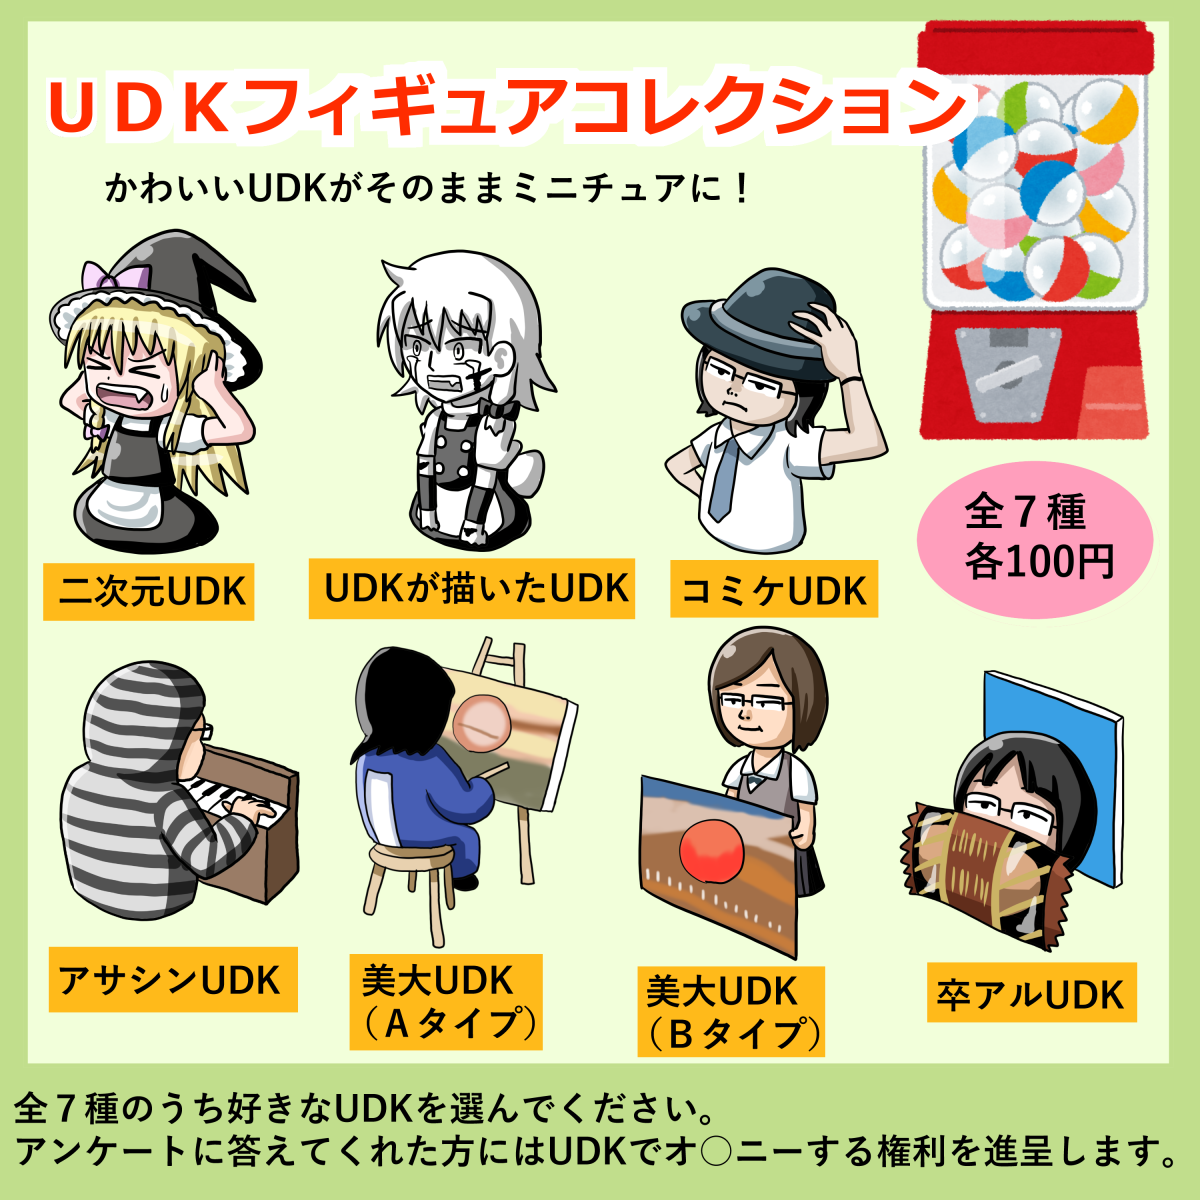 UDKフィギュアコレクション
かわいいUDKがそのままミニチュアに！
全７種
各100円
二次元UDK
UDKが描いたUDK
コミケUDK
アサシンUDK
美大UDK
（Ａタイプ）
美大UDK
（Ｂタイプ）
卒アルUDK
全７種のうち好きなUDKを選んでください。
アンケートに答えてくれた方にはUDKでオ○ニーする権利を進呈します。